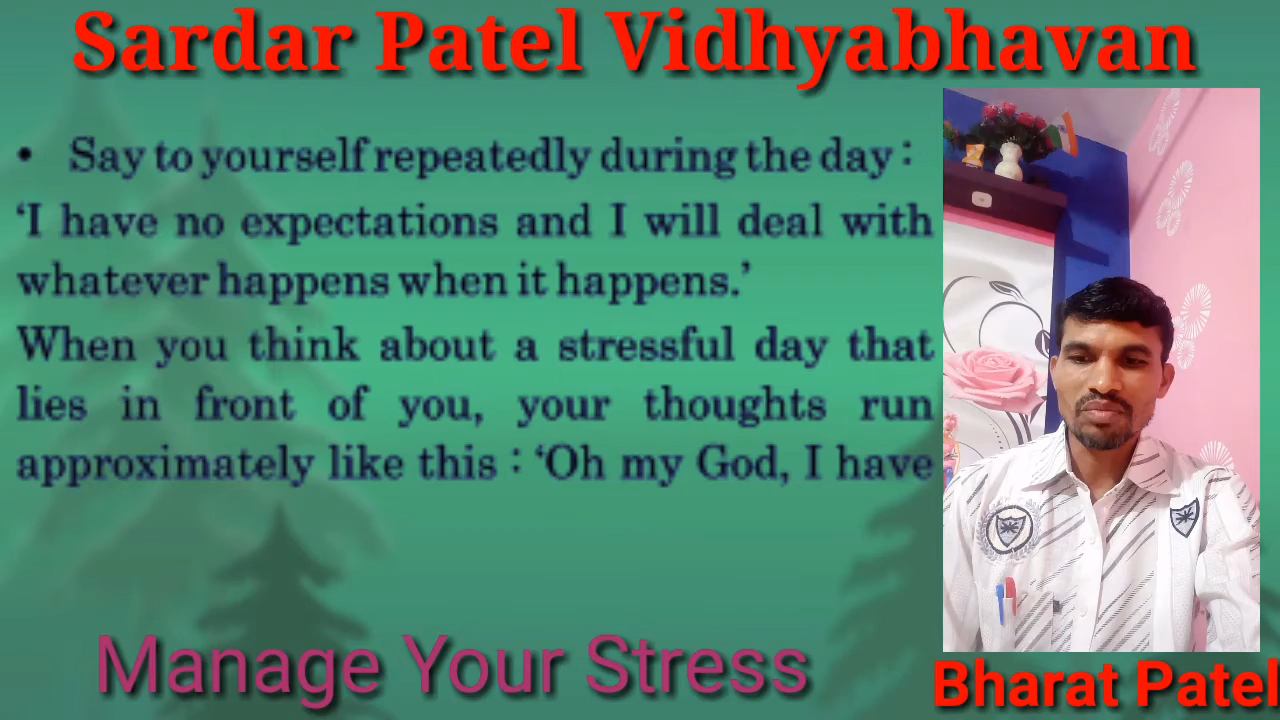 Sardar Patel Vidhyabhavan
• Say to yourself repeatedly during the day :
‘I have no expectations and I will deal with
whatever happens when it happens.’
When you think about a stressful day that
lies in front of you, your thoughts run
approximately like this : ‘Oh my God, I have
Manage Your Stress
Bharat Patel